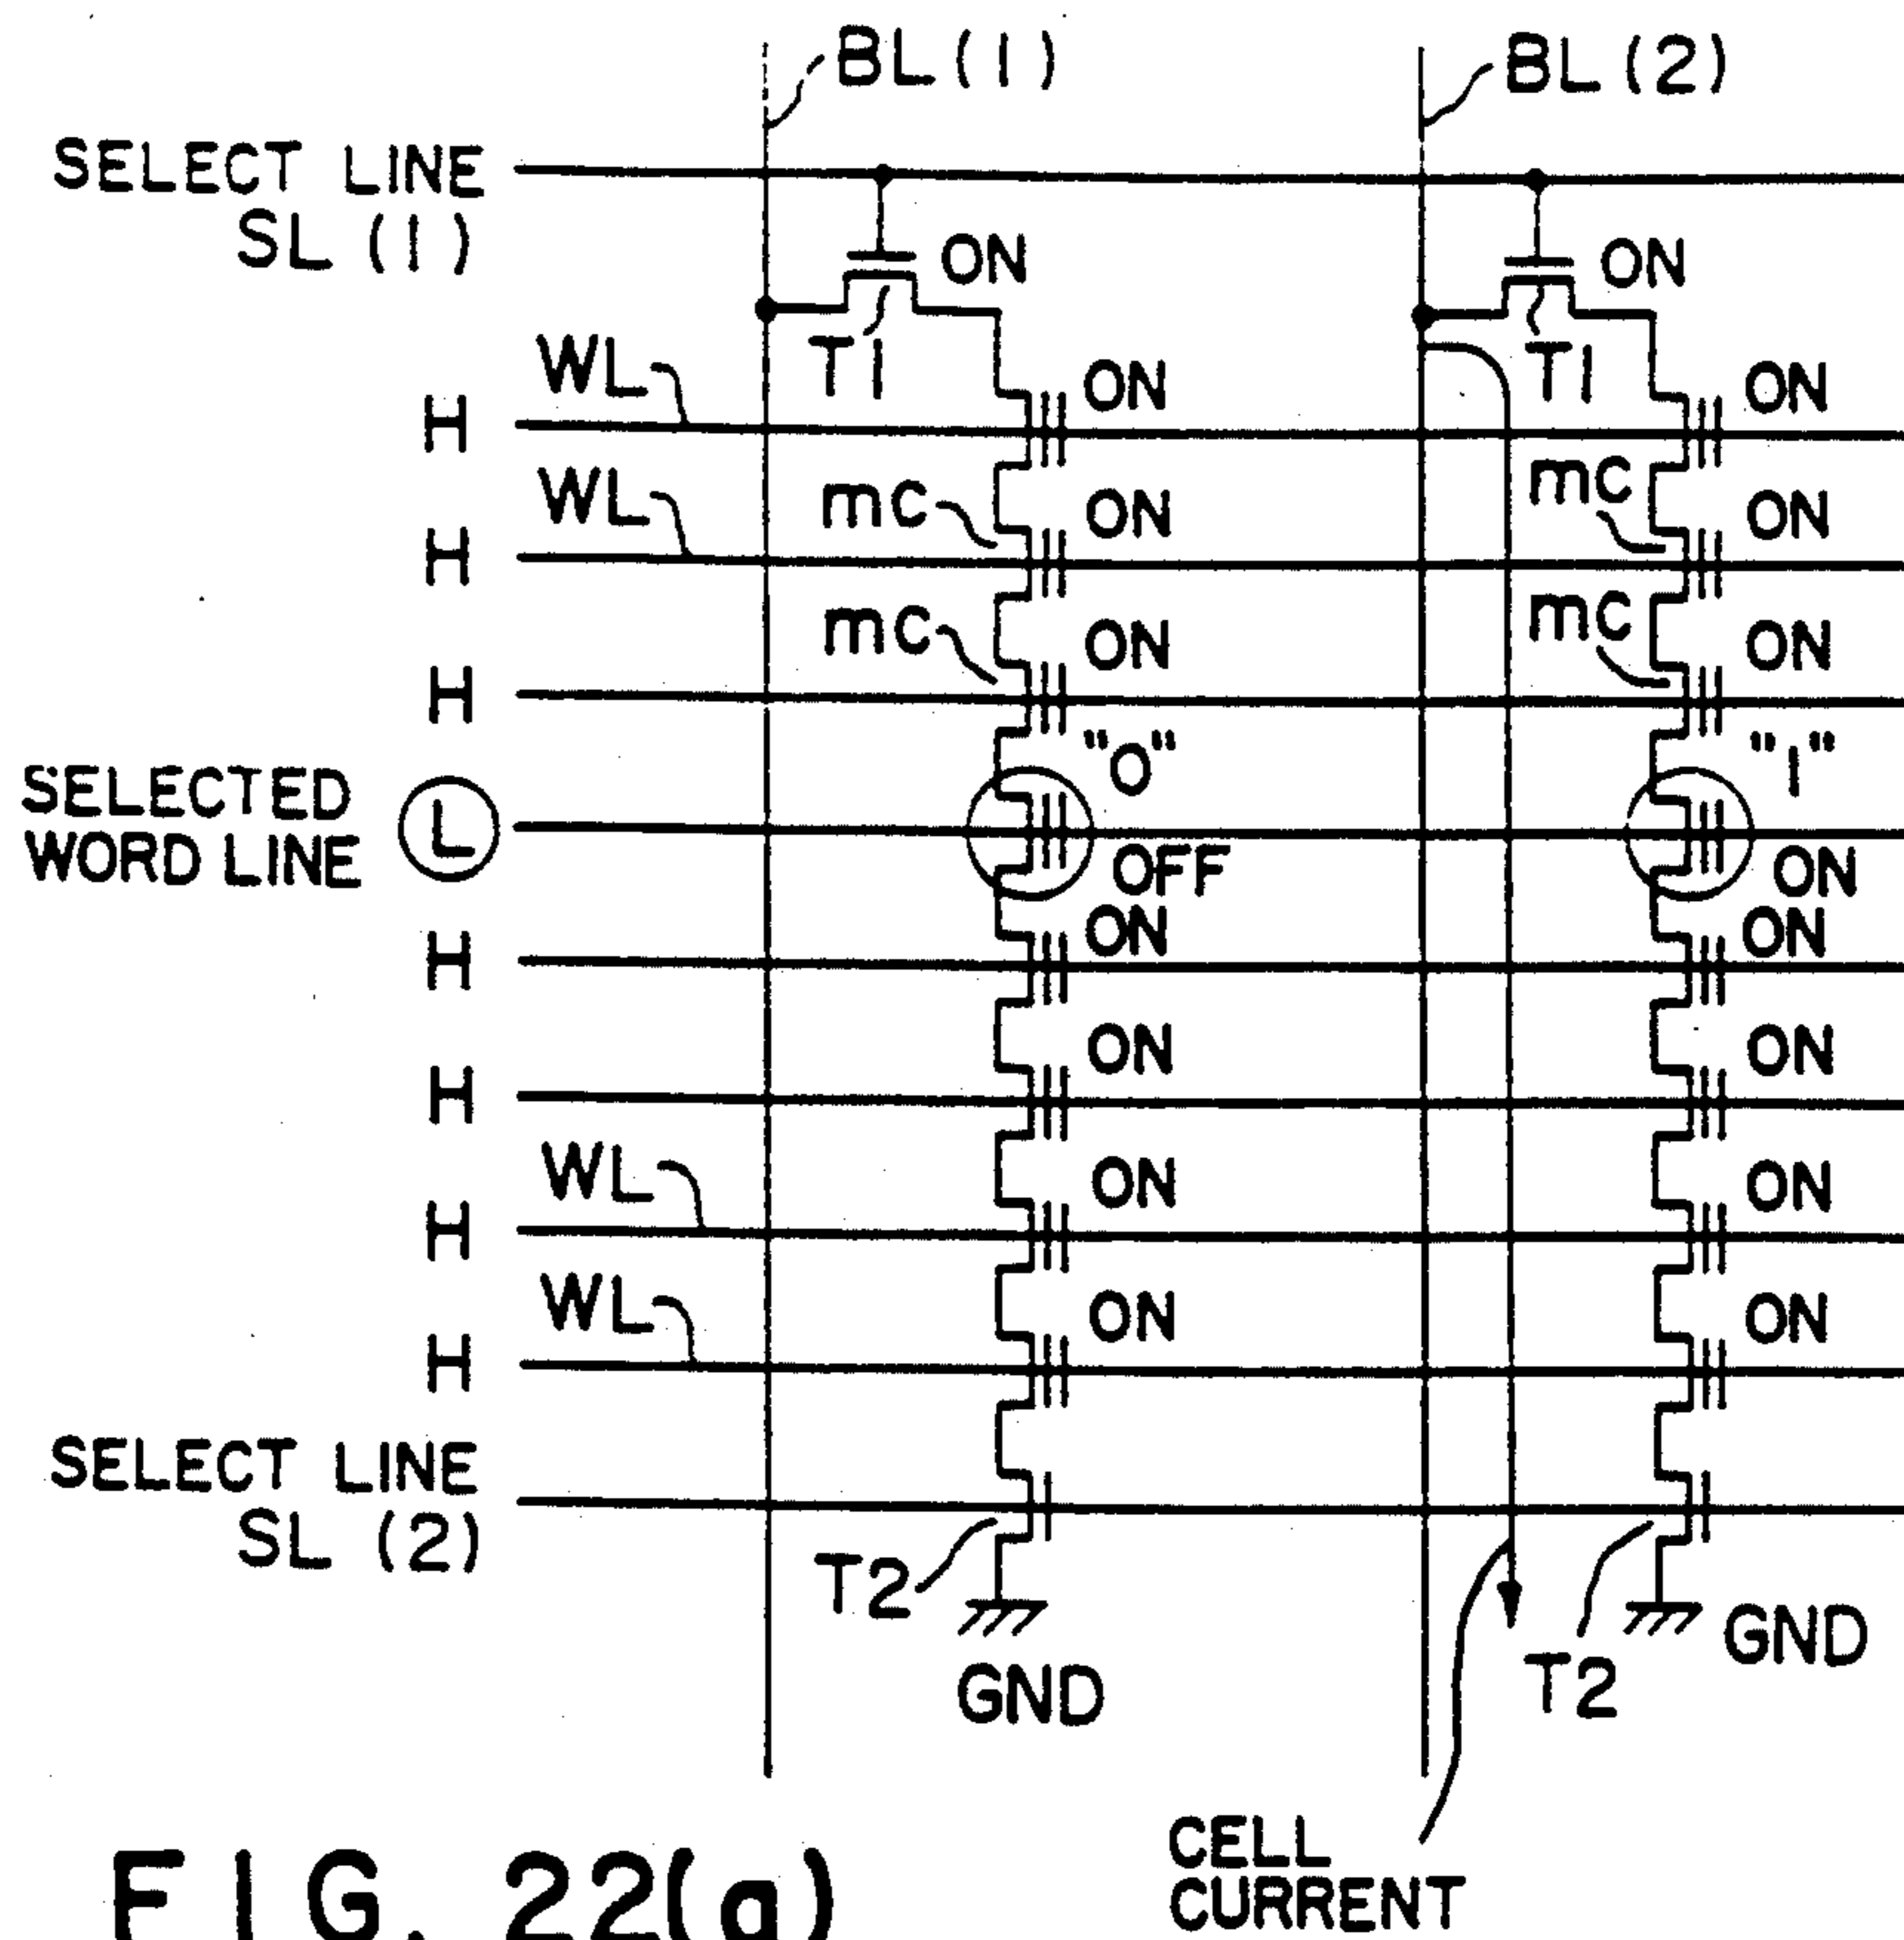 BL(1)
BL(2)
SELECT LINE
SL (1)
ON
ON
T1
T1
WL
H
ON
ON
WL
mc
mc
H
ON
ON
mc
mc
H
ON
ON
"0"
"1"
SELECTED
WORD LINE
L
OFF
ON
H
ON
ON
H
ON
ON
WL
H
ON
ON
WL
H
ON
ON
SELECT LINE
SL (2)
T2
GND
T2
GND
CELL
CURRENT
FIG. 22(a)